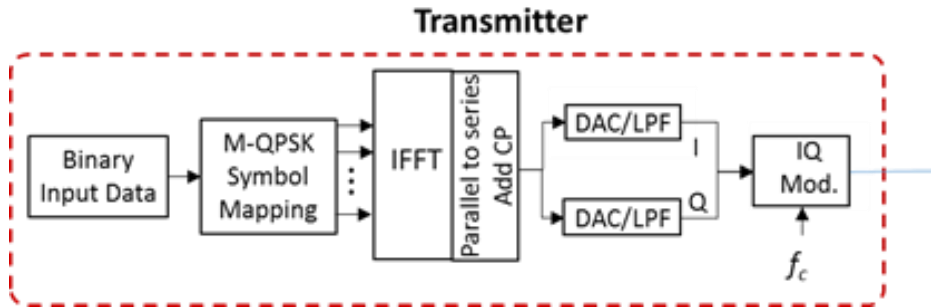 Transmitter
Binary
Input Data
M-QPSK
Symbol
Mapping
IFFT
Parallel to series
Add CP
DAC/LPF
I
DAC/LPF
Q
IQ
Mod.
fc